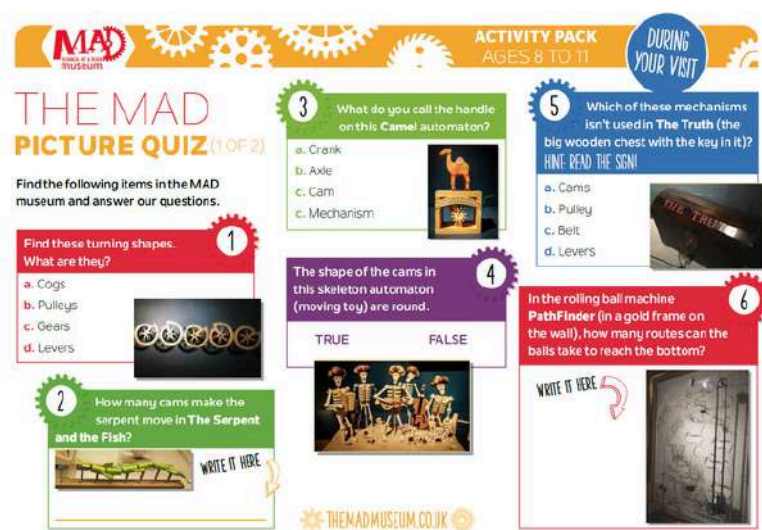 MAD
museum
ACTIVITY PACK
AGES 8 TO 11
DURING
YOUR VISIT
THE MAD
PICTURE QUIZ (1 OF 2)
Find the following items in the MAD
museum and answer our questions.
1
Find these turning shapes.
What are they?
a. Cogs
b. Pulleys
c. Gears
d. Levers
2
How many cams make the
serpent move in The Serpent
and the Fish?
WRITE IT HERE
3
What do you call the handle
on this Camel automaton?
a. Crank
b. Axle
c. Cam
c. Mechanism
4
The shape of the cams in
this skeleton automaton
(moving toy) are round.
TRUE FALSE
5
Which of these mechanisms
isn't used in The Truth (the
big wooden chest with the key in it)?
HINT: READ THE SIGN!
a. Cams
b. Pulley
c. Belt
d. Levers
THE TRUTH
6
In the rolling ball machine
PathFinder (in a gold frame on
the wall), how many routes can the
balls take to reach the bottom?
WRITE IT HERE
THEMADMUSEUM.CO.UK